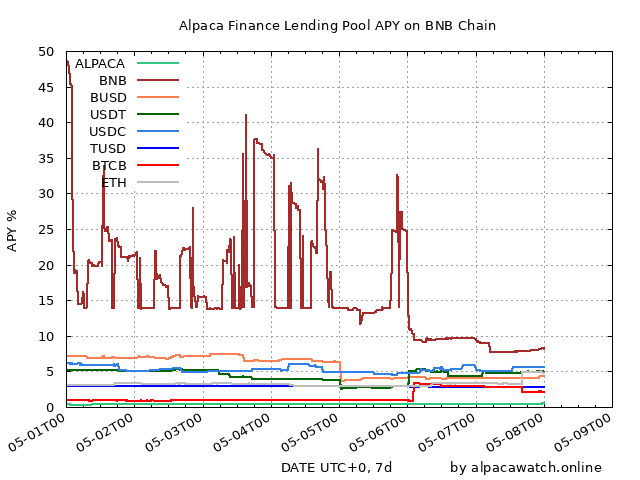 Alpaca Finance Lending Pool APY on BNB Chain
APY %
50
45
40
35
30
25
20
15
10
5
0
ALPACA
BNB
BUSD
USDT
USDC
TUSD
BTCB
ETH
05-01T00
05-02T00
05-03T00
05-04T00
05-05T00
05-06T00
05-07T00
05-08T00
05-09T00
DATE UTC+0, 7d
by alpacawatch.online